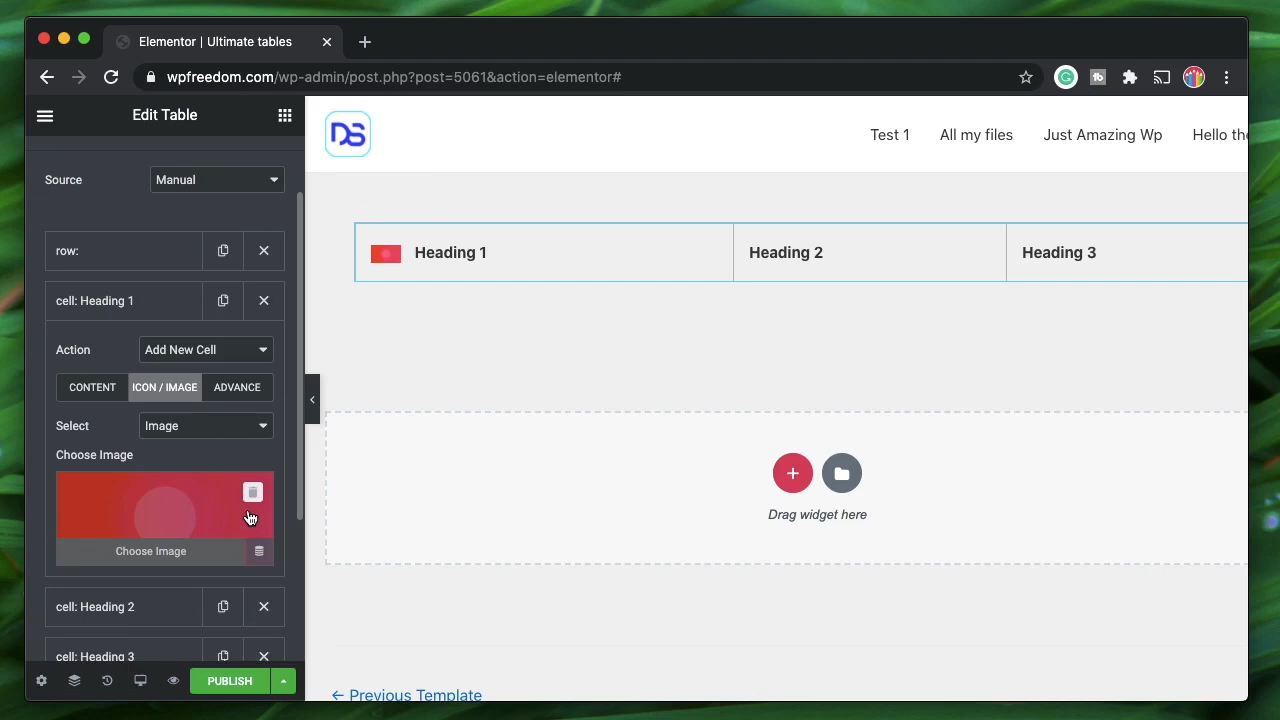 Elementor | Ultimate tables
wpfreedom.com/wp-admin/post.php?post=5061&action=elementor#
Edit Table
DS
Test 1 All my files Just Amazing Wp Hello the
Source Manual
row:
cell: Heading 1
Action Add New Cell
CONTENT ICON / IMAGE ADVANCE
Select Image
Choose Image
Choose Image
cell: Heading 2
cell: Heading 3
PUBLISH
Heading 1 Heading 2 Heading 3
Drag widget here
← Previous Template